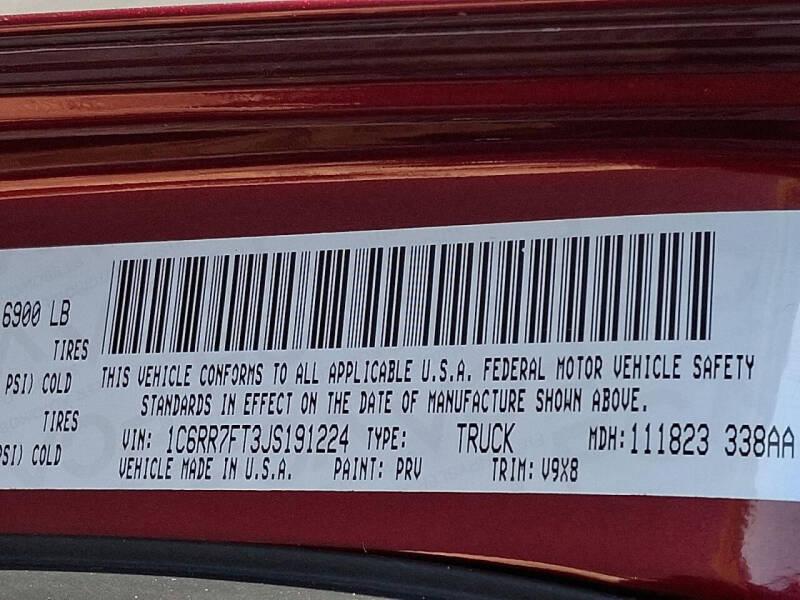 6900 LB
TIRES
PSI) COLD
TIRES
PSI) COLD
THIS VEHICLE CONFORMS TO ALL APPLICABLE U.S.A. FEDERAL MOTOR VEHICLE SAFETY
STANDARDS IN EFFECT ON THE DATE OF MANUFACTURE SHOWN ABOVE.
VIN: 1C6RR7FT3JS191224 TYPE: TRUCK MDH: 111823 338AA
VEHICLE MADE IN U.S.A. PAINT: PRV TRIM: V9X8